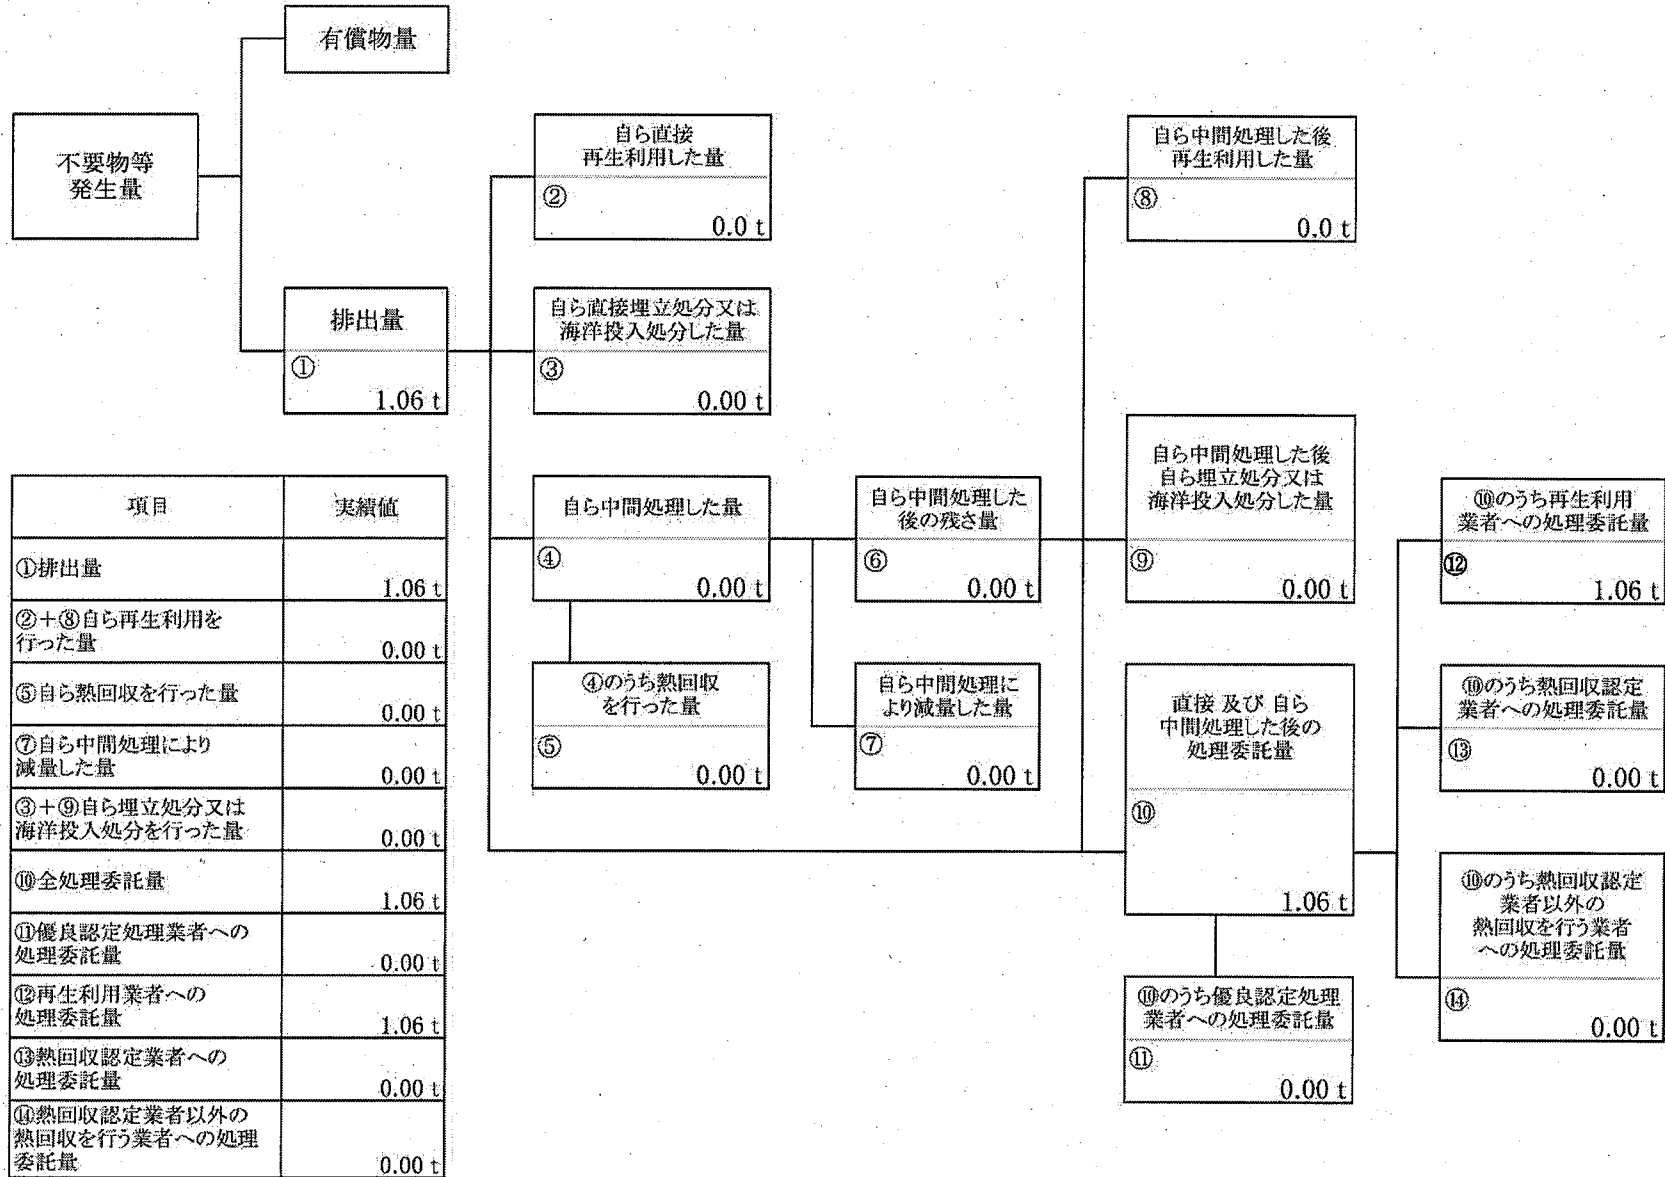 有償物量
不要物等
発生量
排出量
①
1.06 t
自ら直接
再生利用した量
②
0.0 t
自ら直接埋立処分又は
海洋投入処分した量
③
0.00 t
自ら中間処理した量
④
0.00 t
④のうち熱回収
を行った量
⑤
0.00 t
自ら中間処理した
後の残さ量
⑥
0.00 t
自ら中間処理に
より減量した量
⑦
0.00 t
自ら中間処理した後
再生利用した量
⑧
0.0 t
自ら中間処理した後
自ら埋立処分又は
海洋投入処分した量
⑨
0.00 t
直接 及び 自ら
中間処理した後の
処理委託量
⑩
1.06 t
⑩のうち優良認定処理
業者への処理委託量
⑪
0.00 t
⑩のうち再生利用
業者への処理委託量
⑫
1.06 t
⑩のうち熱回収認定
業者への処理委託量
⑬
0.00 t
⑩のうち熱回収認定
業者以外の
熱回収を行う業者
への処理委託量
⑭
0.00 t
項目 実績値
①排出量
1.06 t
②+⑧自ら再生利用を
行った量
0.00 t
⑤自ら熱回収を行った量
0.00 t
⑦自ら中間処理により
減量した量
0.00 t
③+⑨自ら埋立処分又は
海洋投入処分を行った量
0.00 t
⑩全処理委託量
1.06 t
⑪優良認定処理業者への
処理委託量
0.00 t
⑫再生利用業者への
処理委託量
1.06 t
⑬熱回収認定業者への
処理委託量
0.00 t
⑭熱回収認定業者以外の
熱回収を行う業者への処理
委託量
0.00 t